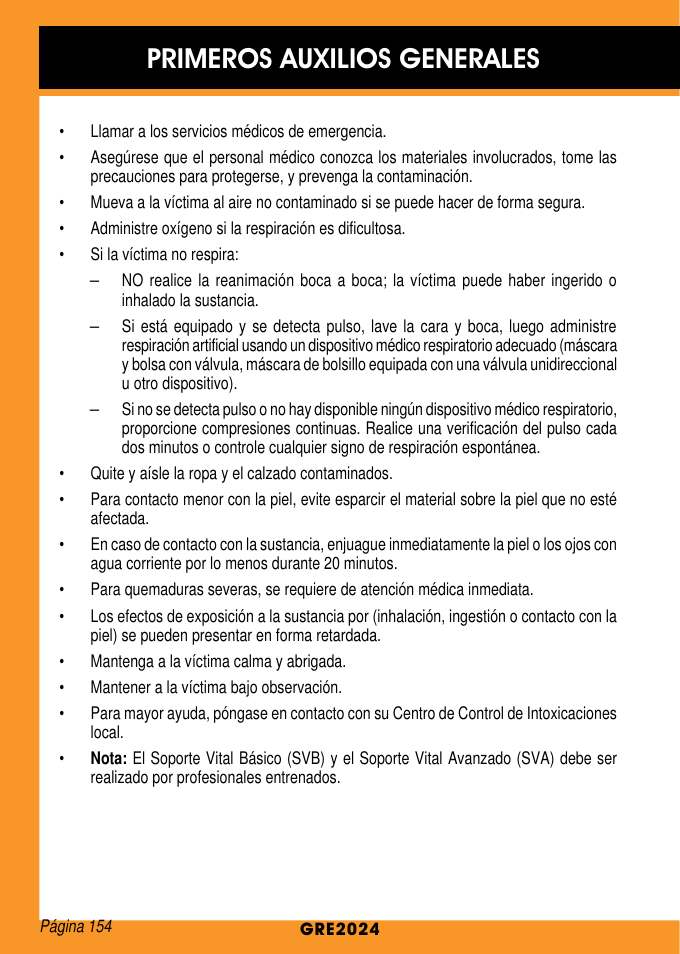 PRIMEROS AUXILIOS GENERALES
• Llamar a los servicios médicos de emergencia.
• Asegúrese que el personal médico conozca los materiales involucrados, tome las
precauciones para protegerse, y prevenga la contaminación.
• Mueva a la víctima al aire no contaminado si se puede hacer de forma segura.
• Administre oxígeno si la respiración es dificultosa.
• Si la víctima no respira:
– NO realice la reanimación boca a boca; la víctima puede haber ingerido o
inhalado la sustancia.
– Si está equipado y se detecta pulso, lave la cara y boca, luego administre
respiración artificial usando un dispositivo médico respiratorio adecuado (máscara
y bolsa con válvula, máscara de bolsillo equipada con una válvula unidireccional
u otro dispositivo).
– Si no se detecta pulso o no hay disponible ningún dispositivo médico respiratorio,
proporcione compresiones continuas. Realice una verificación del pulso cada
dos minutos o controle cualquier signo de respiración espontánea.
• Quite y aísle la ropa y el calzado contaminados.
• Para contacto menor con la piel, evite esparcir el material sobre la piel que no esté
afectada.
• En caso de contacto con la sustancia, enjuague inmediatamente la piel o los ojos con
agua corriente por lo menos durante 20 minutos.
• Para quemaduras severas, se requiere de atención médica inmediata.
• Los efectos de exposición a la sustancia por (inhalación, ingestión o contacto con la
piel) se pueden presentar en forma retardada.
• Mantenga a la víctima calma y abrigada.
• Mantener a la víctima bajo observación.
• Para mayor ayuda, póngase en contacto con su Centro de Control de Intoxicaciones
local.
• Nota: El Soporte Vital Básico (SVB) y el Soporte Vital Avanzado (SVA) debe ser
realizado por profesionales entrenados.
Página 154
GRE2024